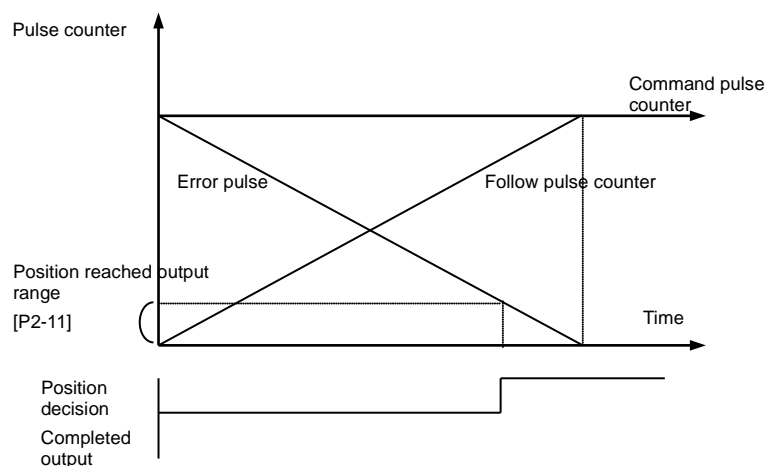 Pulse counter
Command pulse
counter
Error pulse
Follow pulse counter
Position reached output
range
[P2-11]
Time
Position
decision
Completed
output